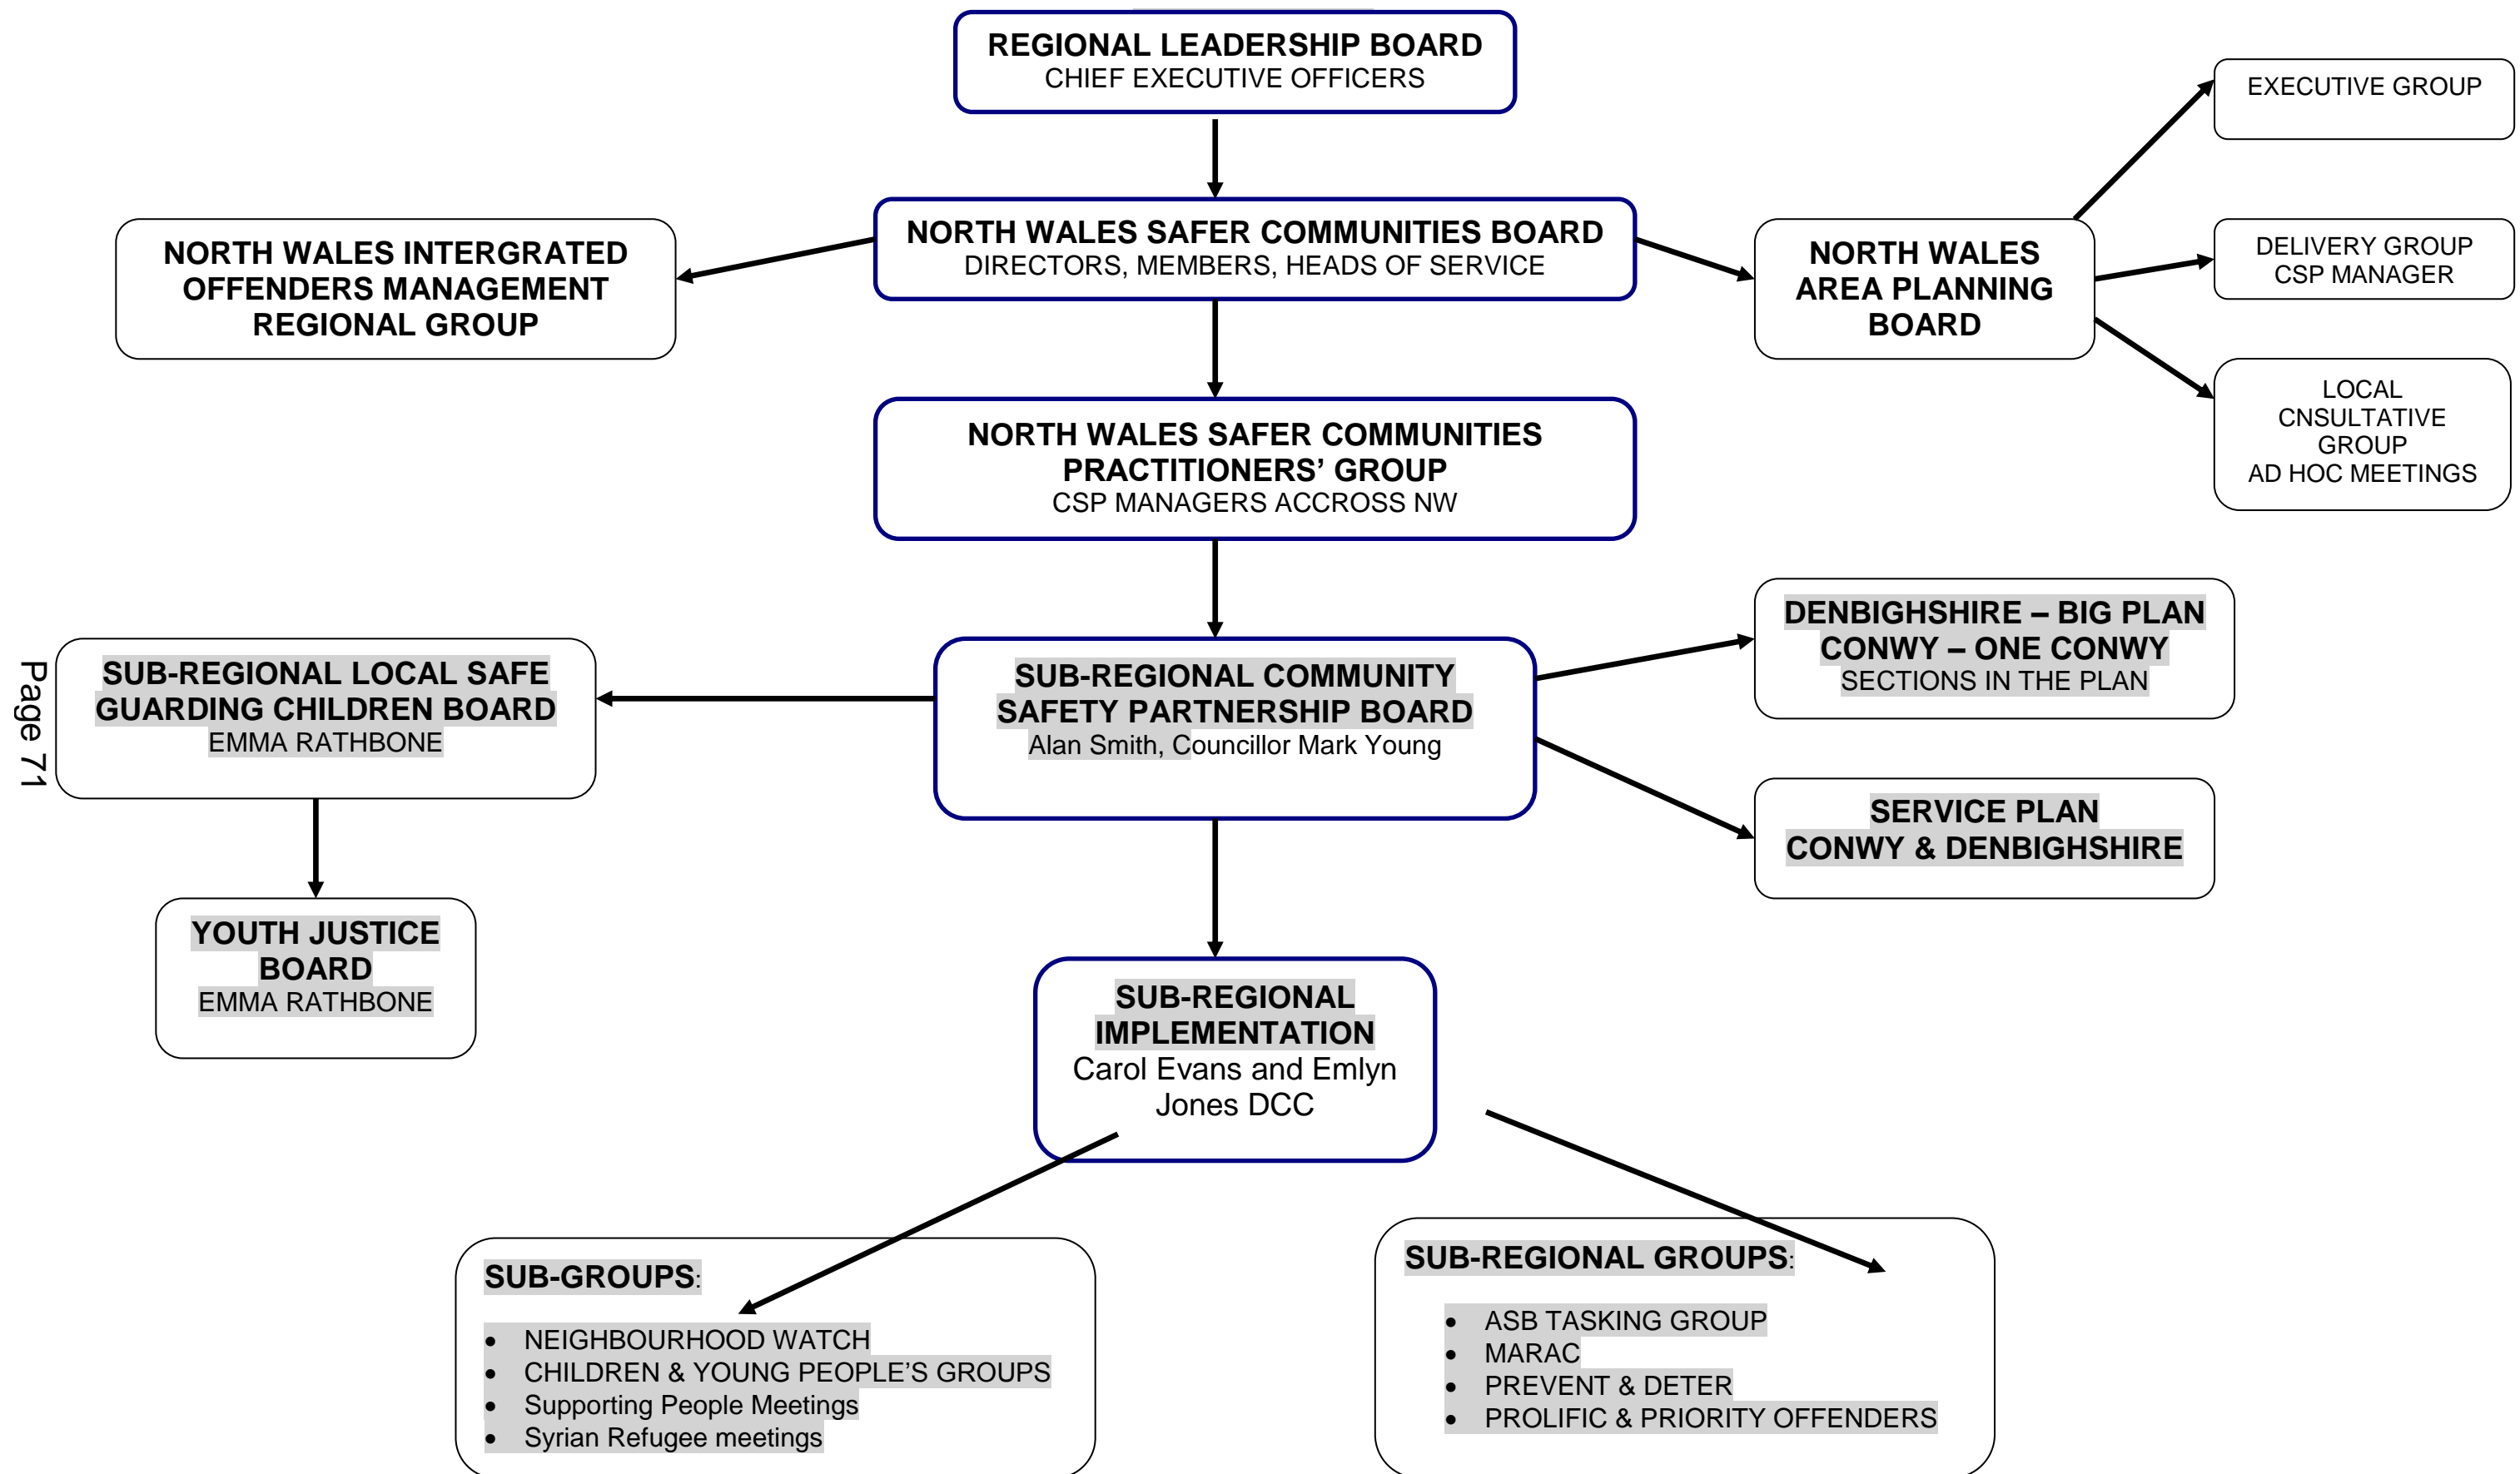 REGIONAL LEADERSHIP BOARD
CHIEF EXECUTIVE OFFICERS
EXECUTIVE GROUP
NORTH WALES INTERGRATED
OFFENDERS MANAGEMENT
REGIONAL GROUP
NORTH WALES SAFER COMMUNITIES BOARD
DIRECTORS, MEMBERS, HEADS OF SERVICE
NORTH WALES
AREA PLANNING
BOARD
DELIVERY GROUP
CSP MANAGER
LOCAL
CNSULTATIVE
GROUP
AD HOC MEETINGS
NORTH WALES SAFER COMMUNITIES
PRACTITIONERS’ GROUP
CSP MANAGERS ACCROSS NW
DENBIGHSHIRE – BIG PLAN
CONWY – ONE CONWY
SECTIONS IN THE PLAN
Page 71
SUB-REGIONAL LOCAL SAFE
GUARDING CHILDREN BOARD
EMMA RATHBONE
SUB-REGIONAL COMMUNITY
SAFETY PARTNERSHIP BOARD
Alan Smith, Councillor Mark Young
SERVICE PLAN
CONWY & DENBIGHSHIRE
YOUTH JUSTICE
BOARD
EMMA RATHBONE
SUB-REGIONAL
IMPLEMENTATION
Carol Evans and Emlyn
Jones DCC
SUB-GROUPS:
• NEIGHBOURHOOD WATCH
• CHILDREN & YOUNG PEOPLE’S GROUPS
• Supporting People Meetings
• Syrian Refugee meetings
SUB-REGIONAL GROUPS:
• ASB TASKING GROUP
• MARAC
• PREVENT & DETER
• PROLIFIC & PRIORITY OFFENDERS